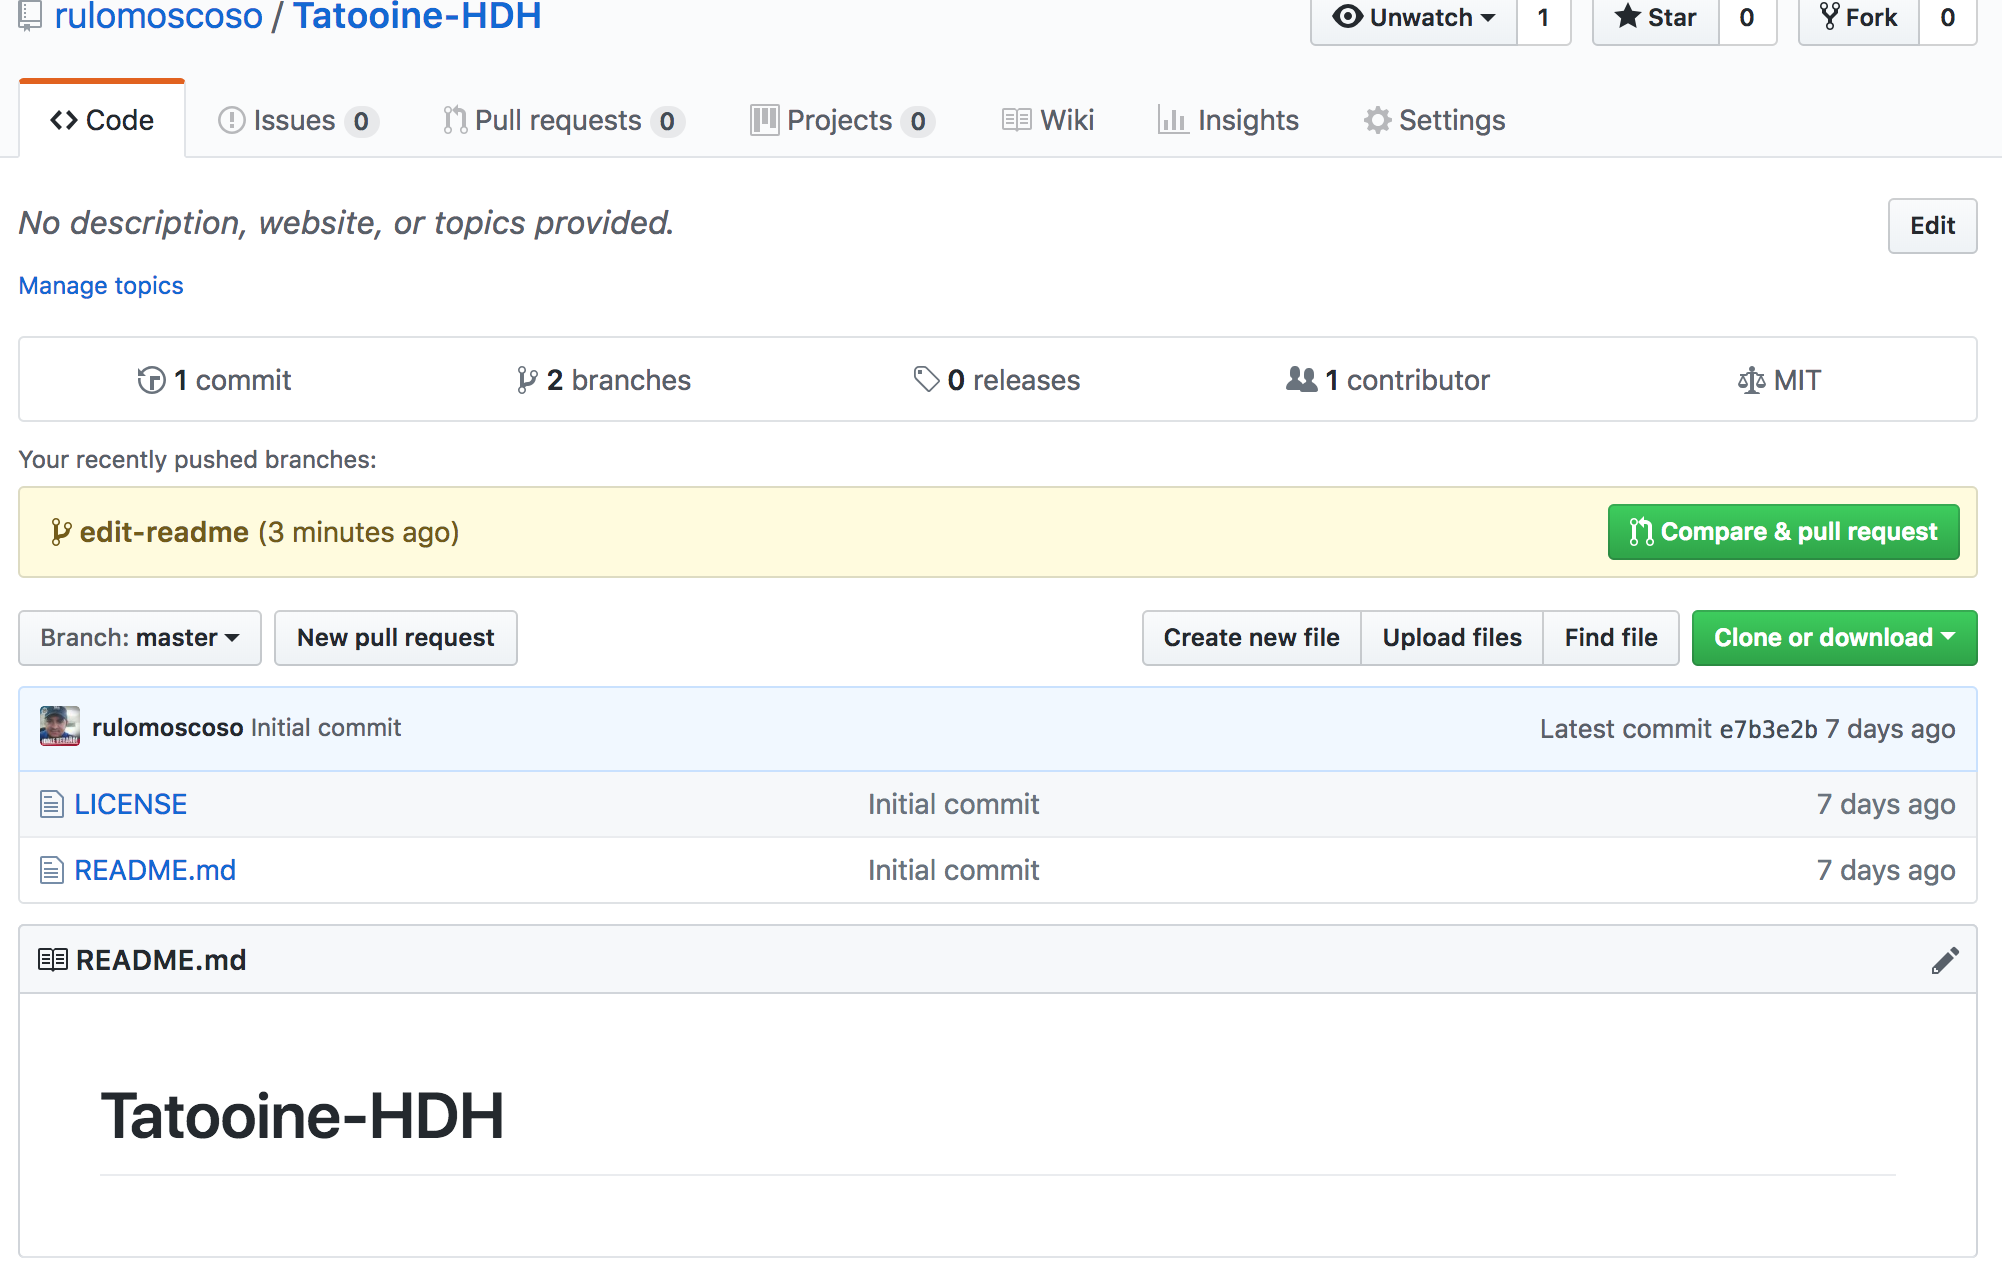 rulomoscoso / Tatooine-HDH
Unwatch 1 Star 0 Fork 0
Code Issues 0 Pull requests 0 Projects 0 Wiki Insights Settings
No description, website, or topics provided.
Edit
Manage topics
1 commit 2 branches 0 releases 1 contributor MIT
Your recently pushed branches:
edit-readme (3 minutes ago) Compare & pull request
Branch: master New pull request Create new file Upload files Find file Clone or download
rulomoscoso Initial commit Latest commit e7b3e2b 7 days ago
LICENSE Initial commit 7 days ago
README.md Initial commit 7 days ago
README.md
Tatooine-HDH